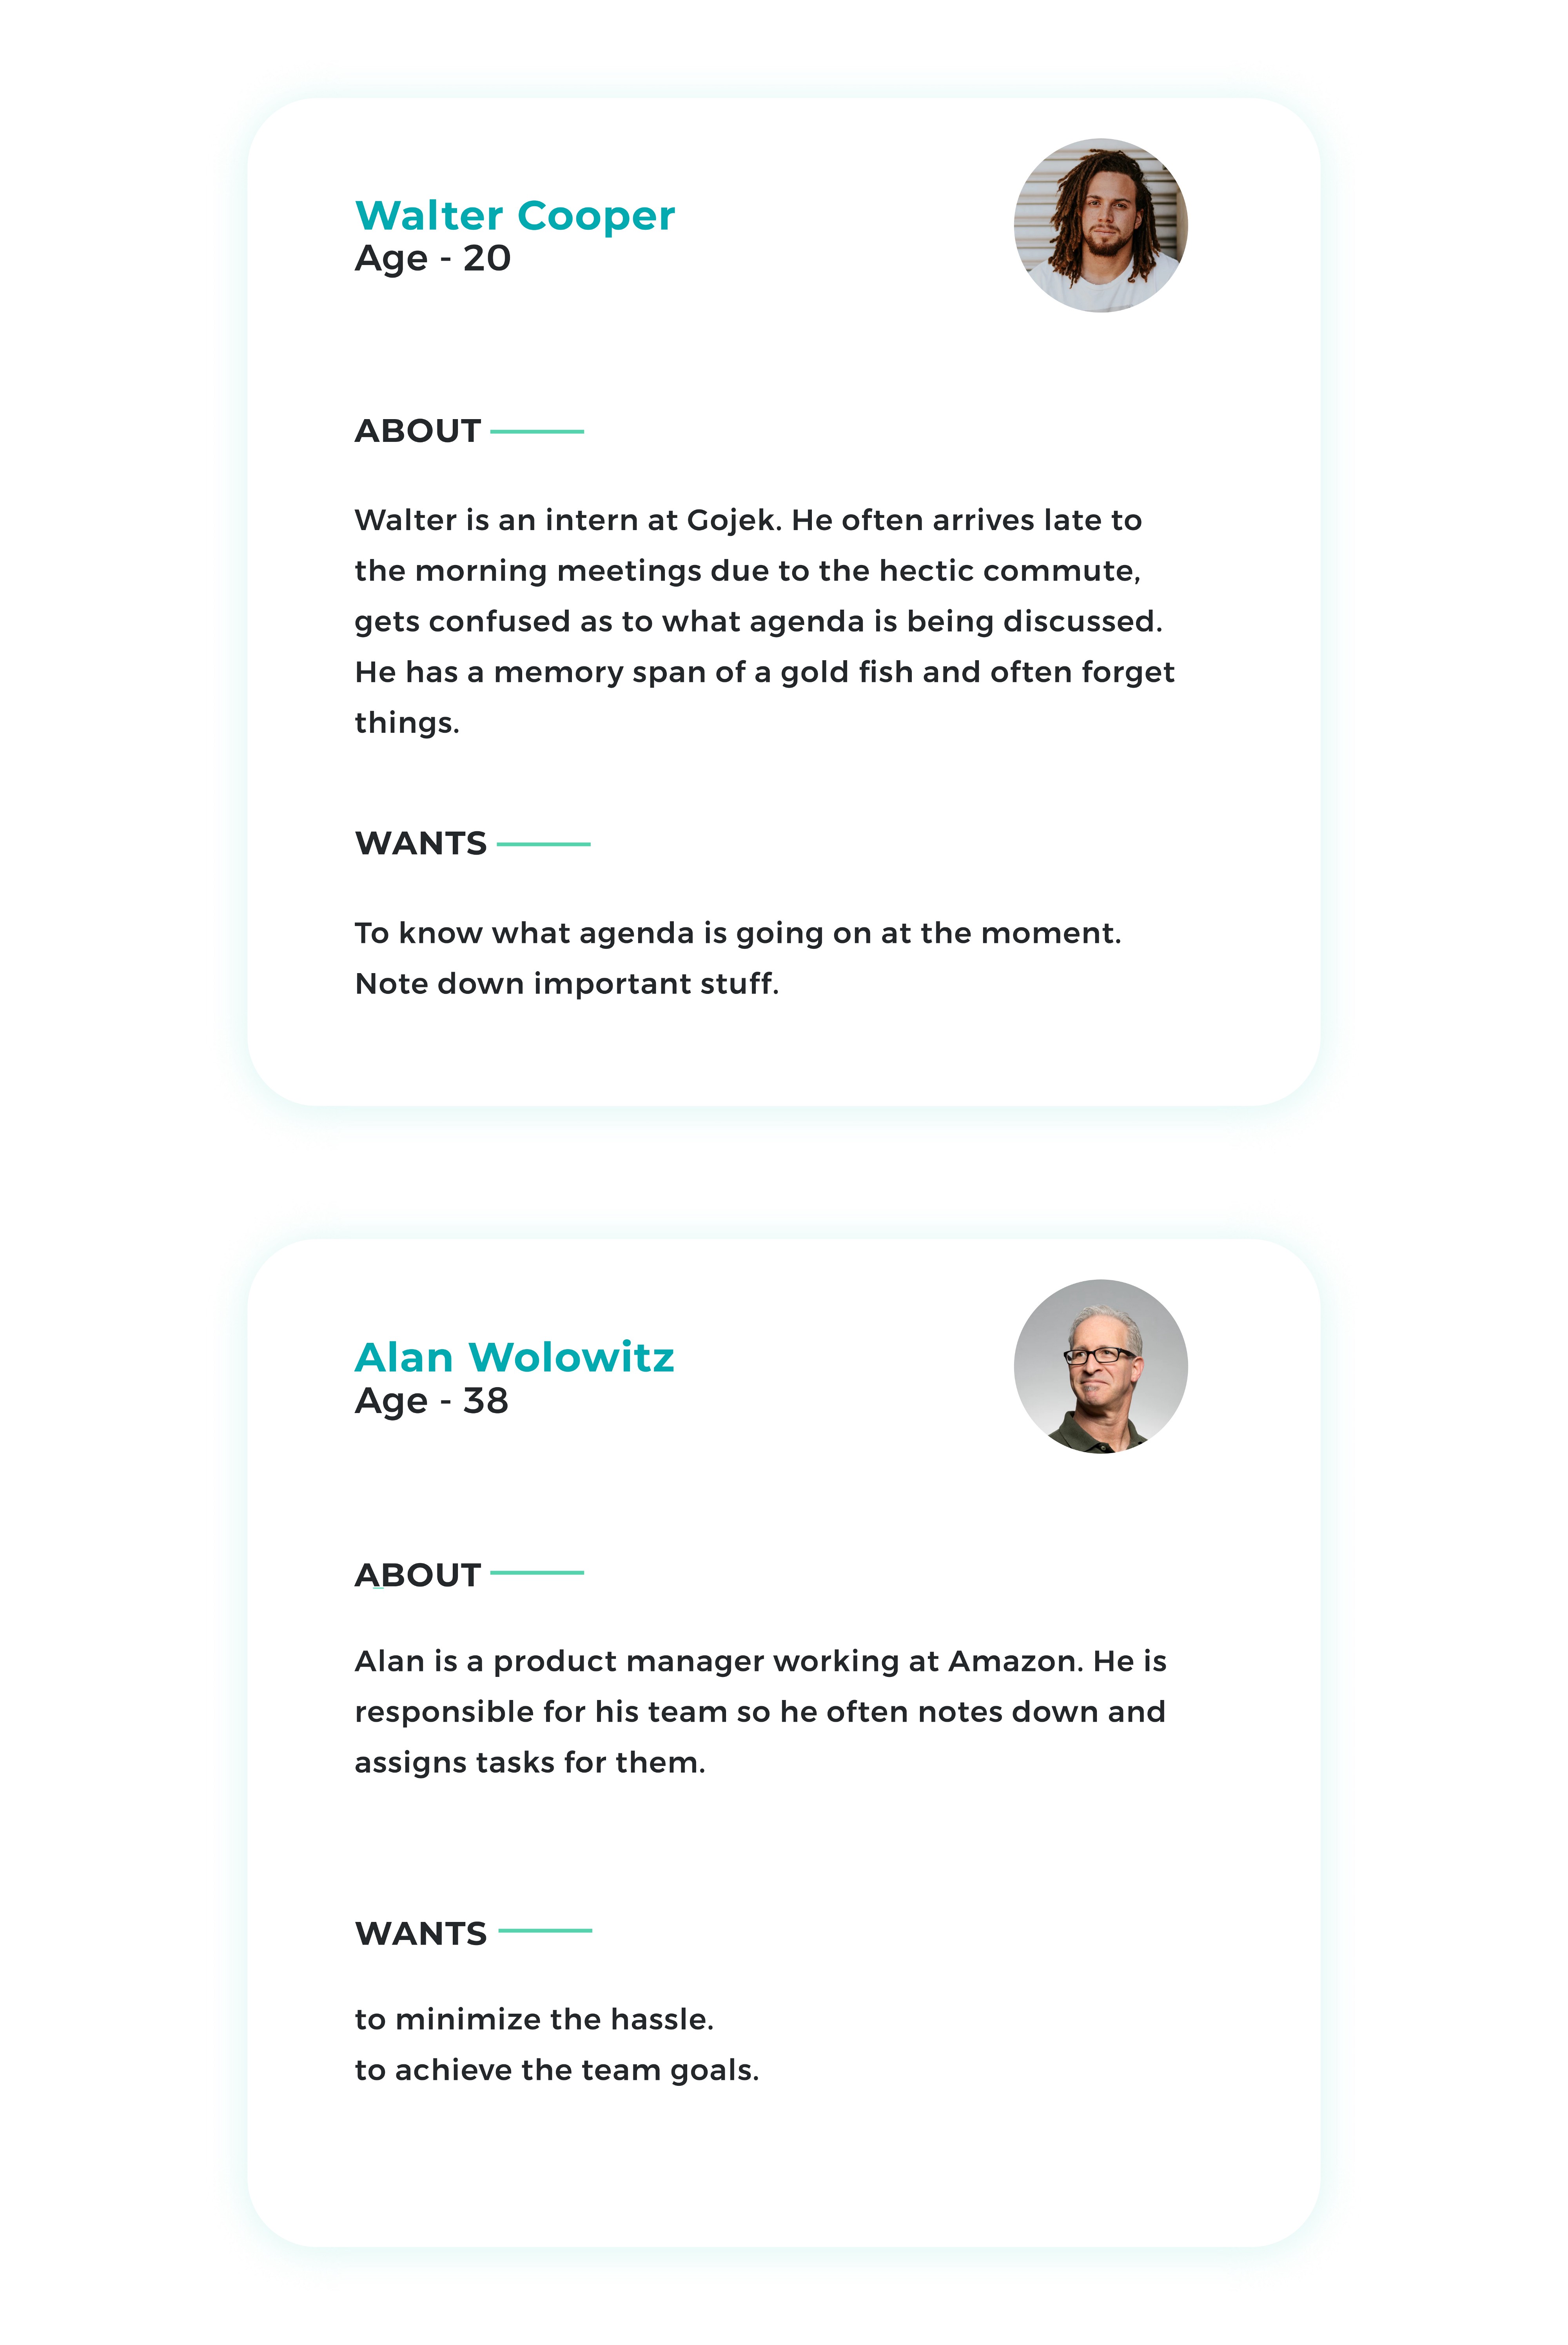 Walter Cooper
Age - 20
ABOUT
Walter is an intern at Gojek. He often arrives late to
the morning meetings due to the hectic commute,
gets confused as to what agenda is being discussed.
He has a memory span of a gold fish and often forget
things.
WANTS
To know what agenda is going on at the moment.
Note down important stuff.
Alan Wolowitz
Age - 38
ABOUT
Alan is a product manager working at Amazon. He is
responsible for his team so he often notes down and
assigns tasks for them.
WANTS
to minimize the hassle.
to achieve the team goals.